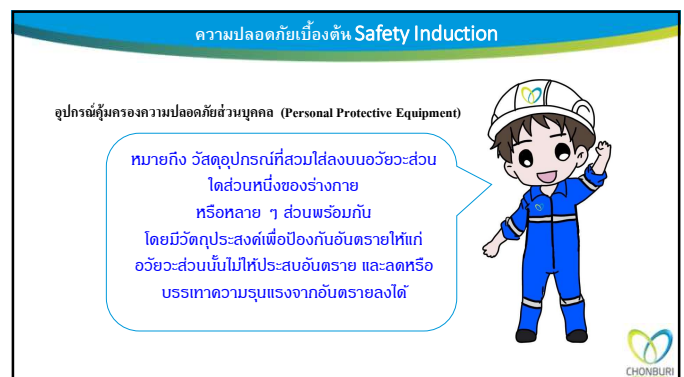 ความปลอดภัยเบื้องต้น Safety Induction
อุปกรณ์คุ้มครองความปลอดภัยส่วนบุคคล (Personal Protective Equipment)
หมายถึง วัสดุอุปกรณ์ที่สวมใส่ลงบนอวัยวะส่วน
ใดส่วนหนึ่งของร่างกาย
หรือหลาย ๆ ส่วนพร้อมกัน
โดยมีวัตถุประสงค์เพื่อป้องกันอันตรายให้แก่
อวัยวะส่วนนั้นไม่ให้ประสบอันตราย และลดหรือ
บรรเทาความรุนแรงจากอันตรายลงได้
CHONBURI